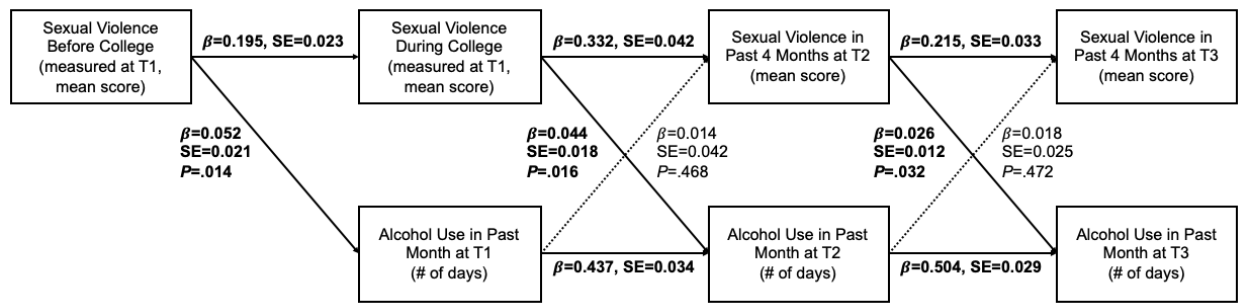 Sexual Violence
Before College
(measured at T1,
mean score)
β=0.195, SE=0.023
Sexual Violence
During College
(measured at T1,
mean score)
β=0.332, SE=0.042
Sexual Violence in
Past 4 Months at T2
(mean score)
β=0.215, SE=0.033
Sexual Violence in
Past 4 Months at T3
(mean score)
β=0.052
SE=0.021
P=.014
β=0.044
SE=0.018
P=.016
β=0.014
SE=0.042
P=.468
β=0.026
SE=0.012
P=.032
β=0.018
SE=0.025
P=.472
Alcohol Use in Past
Month at T1
(# of days)
β=0.437, SE=0.034
Alcohol Use in Past
Month at T2
(# of days)
β=0.504, SE=0.029
Alcohol Use in Past
Month at T3
(# of days)